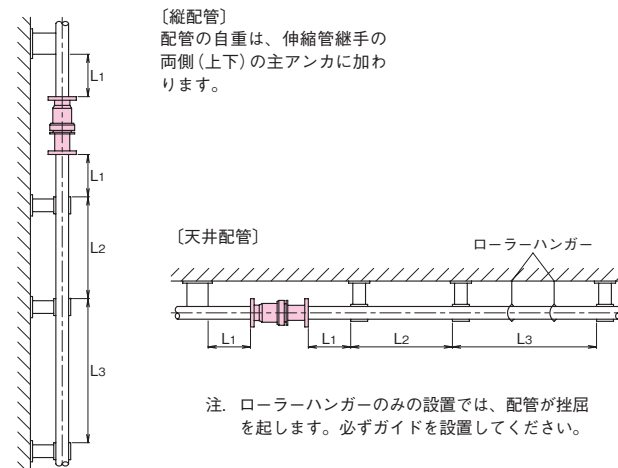 〔縦配管〕
配管の自重は、伸縮管継手の
両側(上下)の主アンカに加わ
ります。
L1
L1
L2
L3
〔天井配管〕
ローラーハンガー
L1
L1
L2
L3
注. ローラーハンガーのみの設置では、配管が挫屈
を起します。必ずガイドを設置してください。